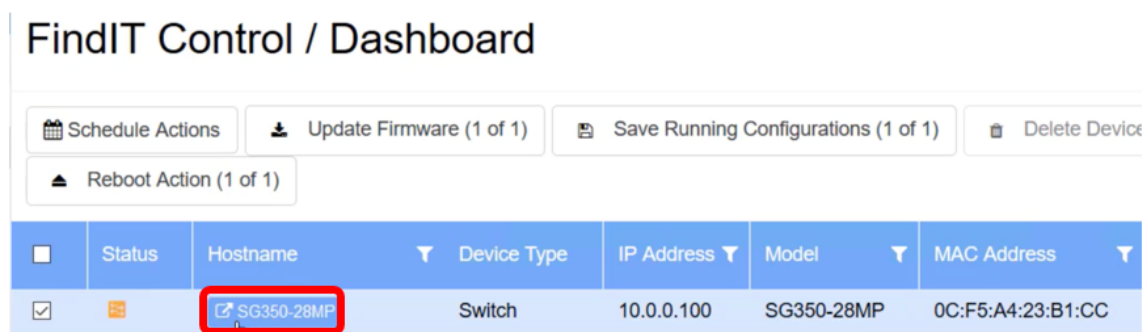 FindIT Control / Dashboard
Schedule Actions Update Firmware (1 of 1) Save Running Configurations (1 of 1) Delete Device
Reboot Action (1 of 1)
Status Hostname Device Type IP Address Model MAC Address
SG350-28MP Switch 10.0.0.100 SG350-28MP 0C:F5:A4:23:B1:CC